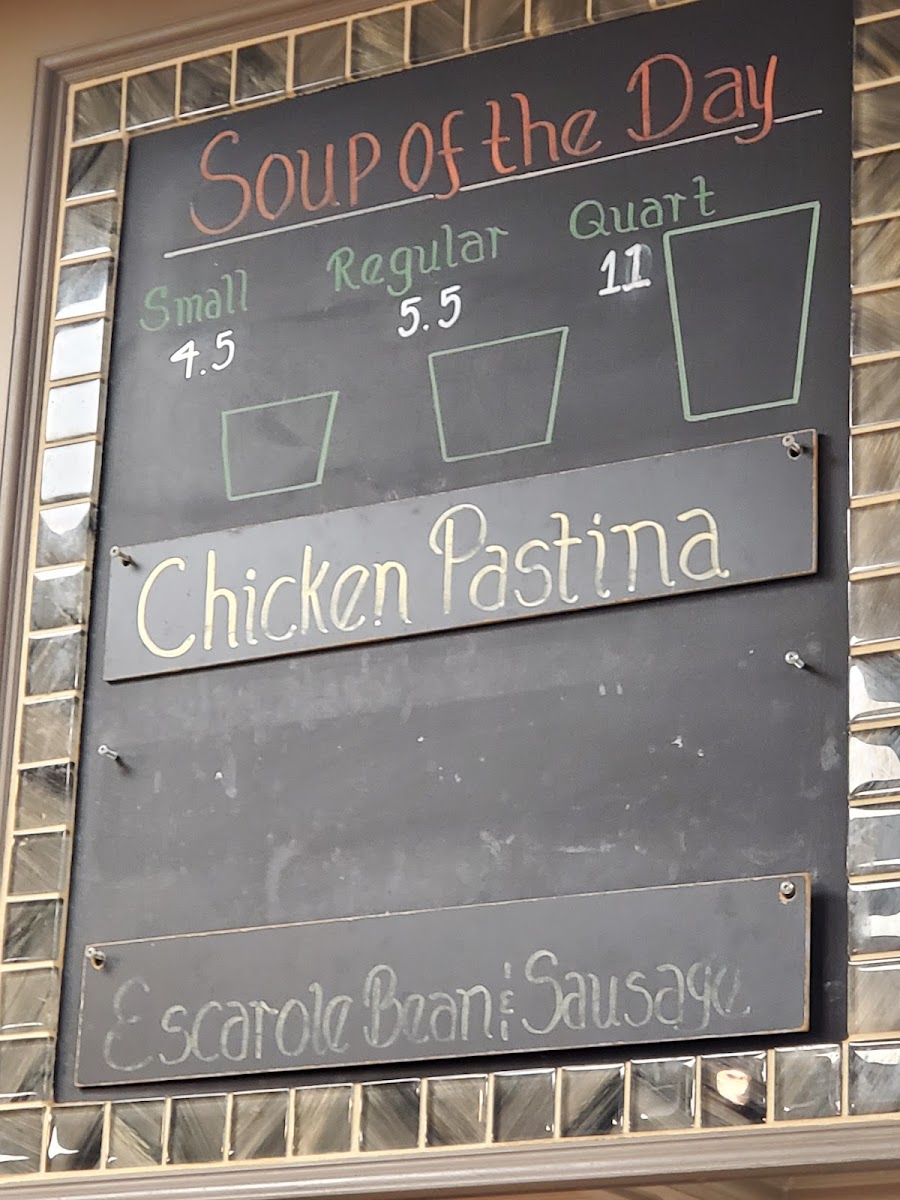 Soup of the Day
Small Regular Quart
4.5 5.5 11
Chicken Pastina
Escarole Bean & Sausage